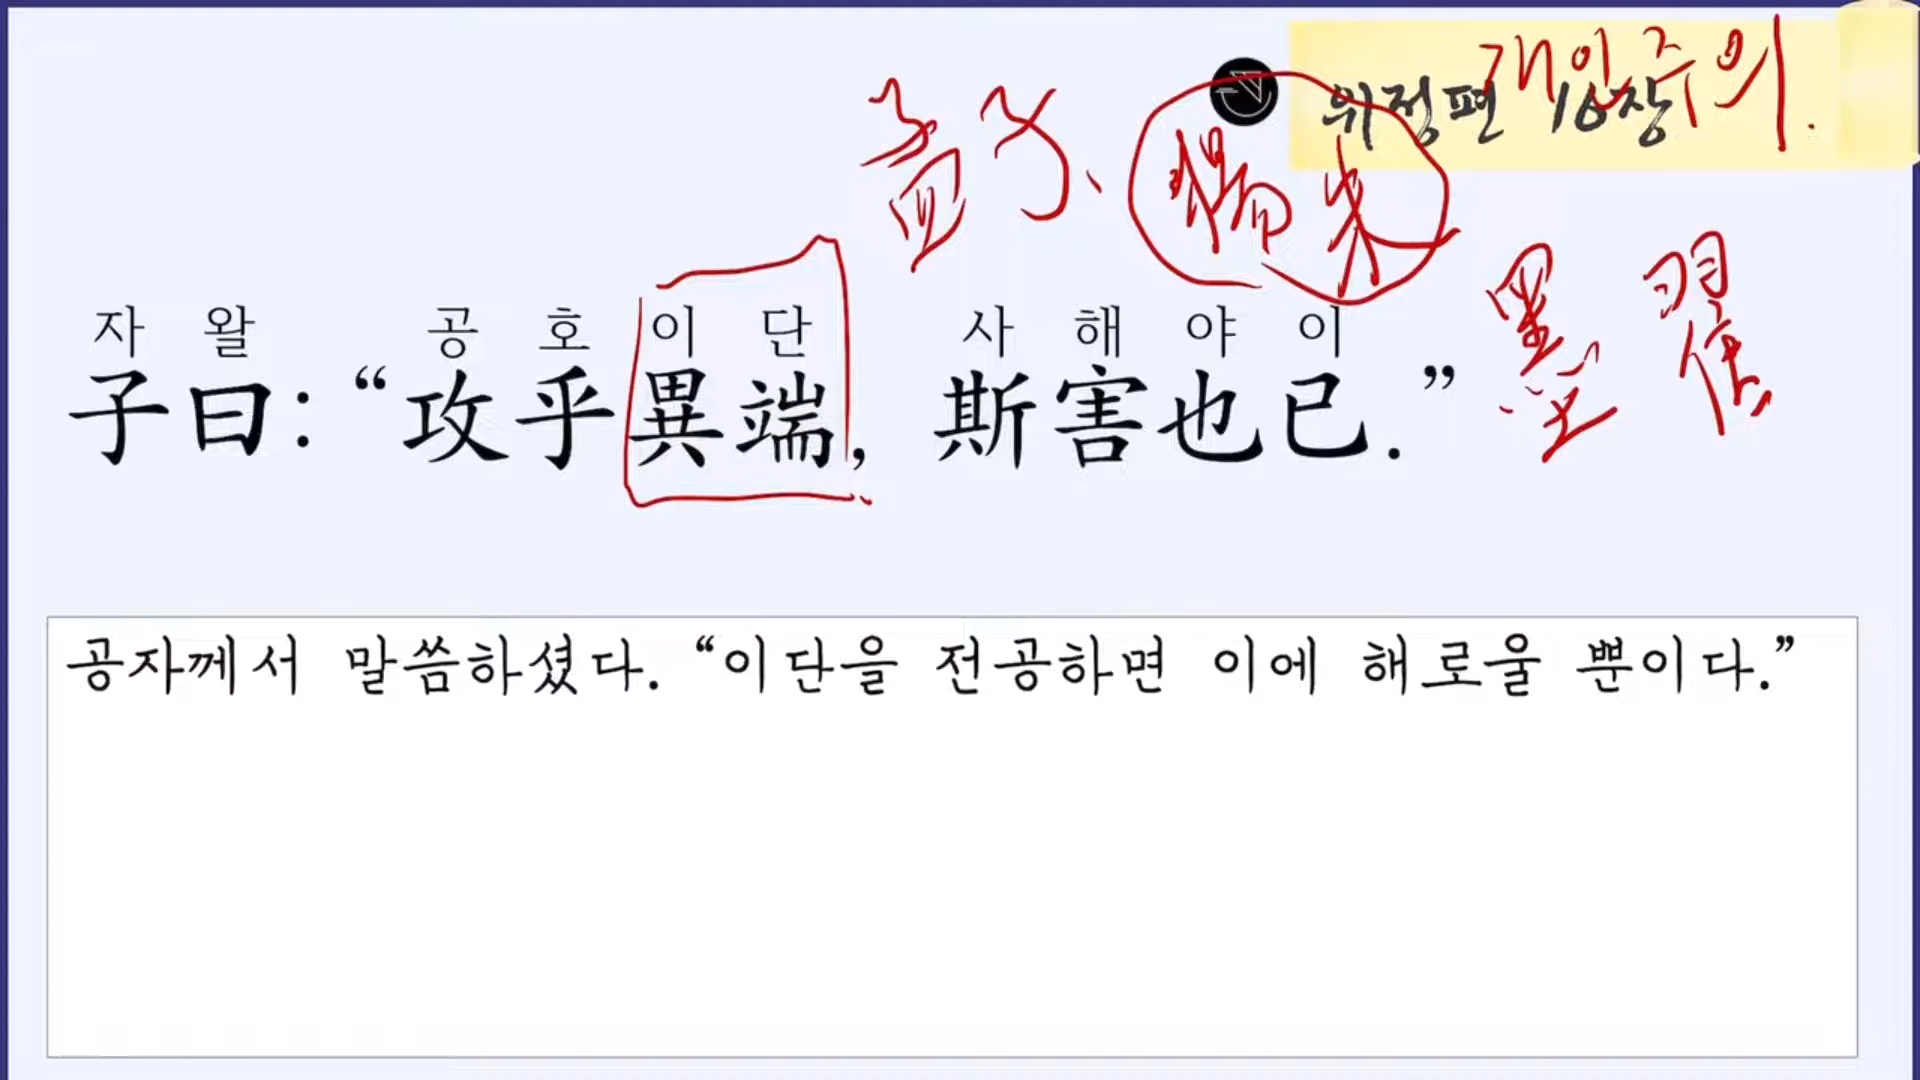 개인주의.
위정편 16장
孟子、楊朱
墨翟
자왈 공호이단 사해야이
子曰: “攻乎異端, 斯害也已.”
공자께서 말씀하셨다. “이단을 전공하면 이에 해로울 뿐이다.”